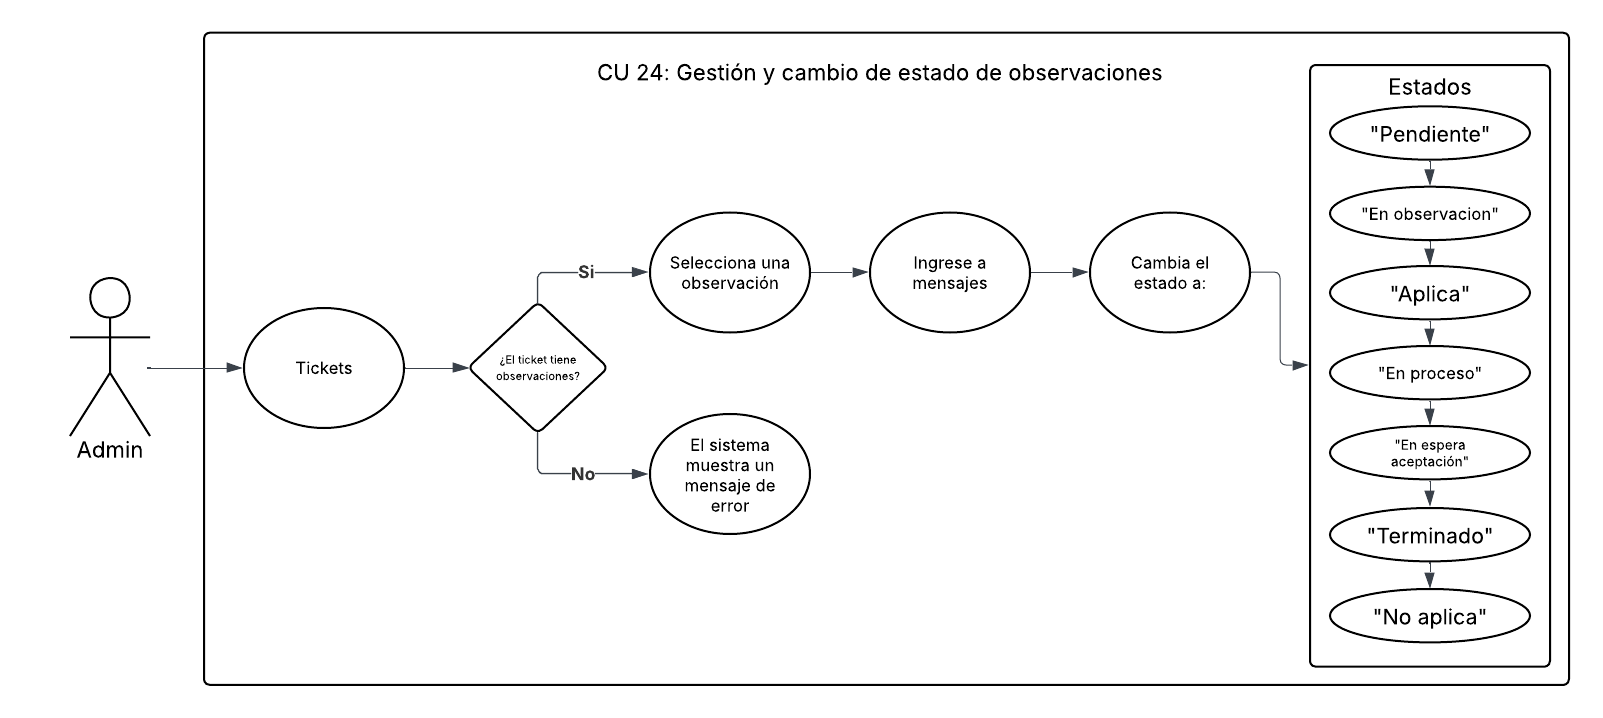 CU 24: Gestión y cambio de estado de observaciones
Admin
Tickets
¿El ticket tiene
observaciones?
Si
Selecciona una
observación
Ingrese a
mensajes
Cambia el
estado a:
No
El sistema
muestra un
mensaje de
error
Estados
"Pendiente"
"En observacion"
"Aplica"
"En proceso"
"En espera
aceptación"
"Terminado"
"No aplica"